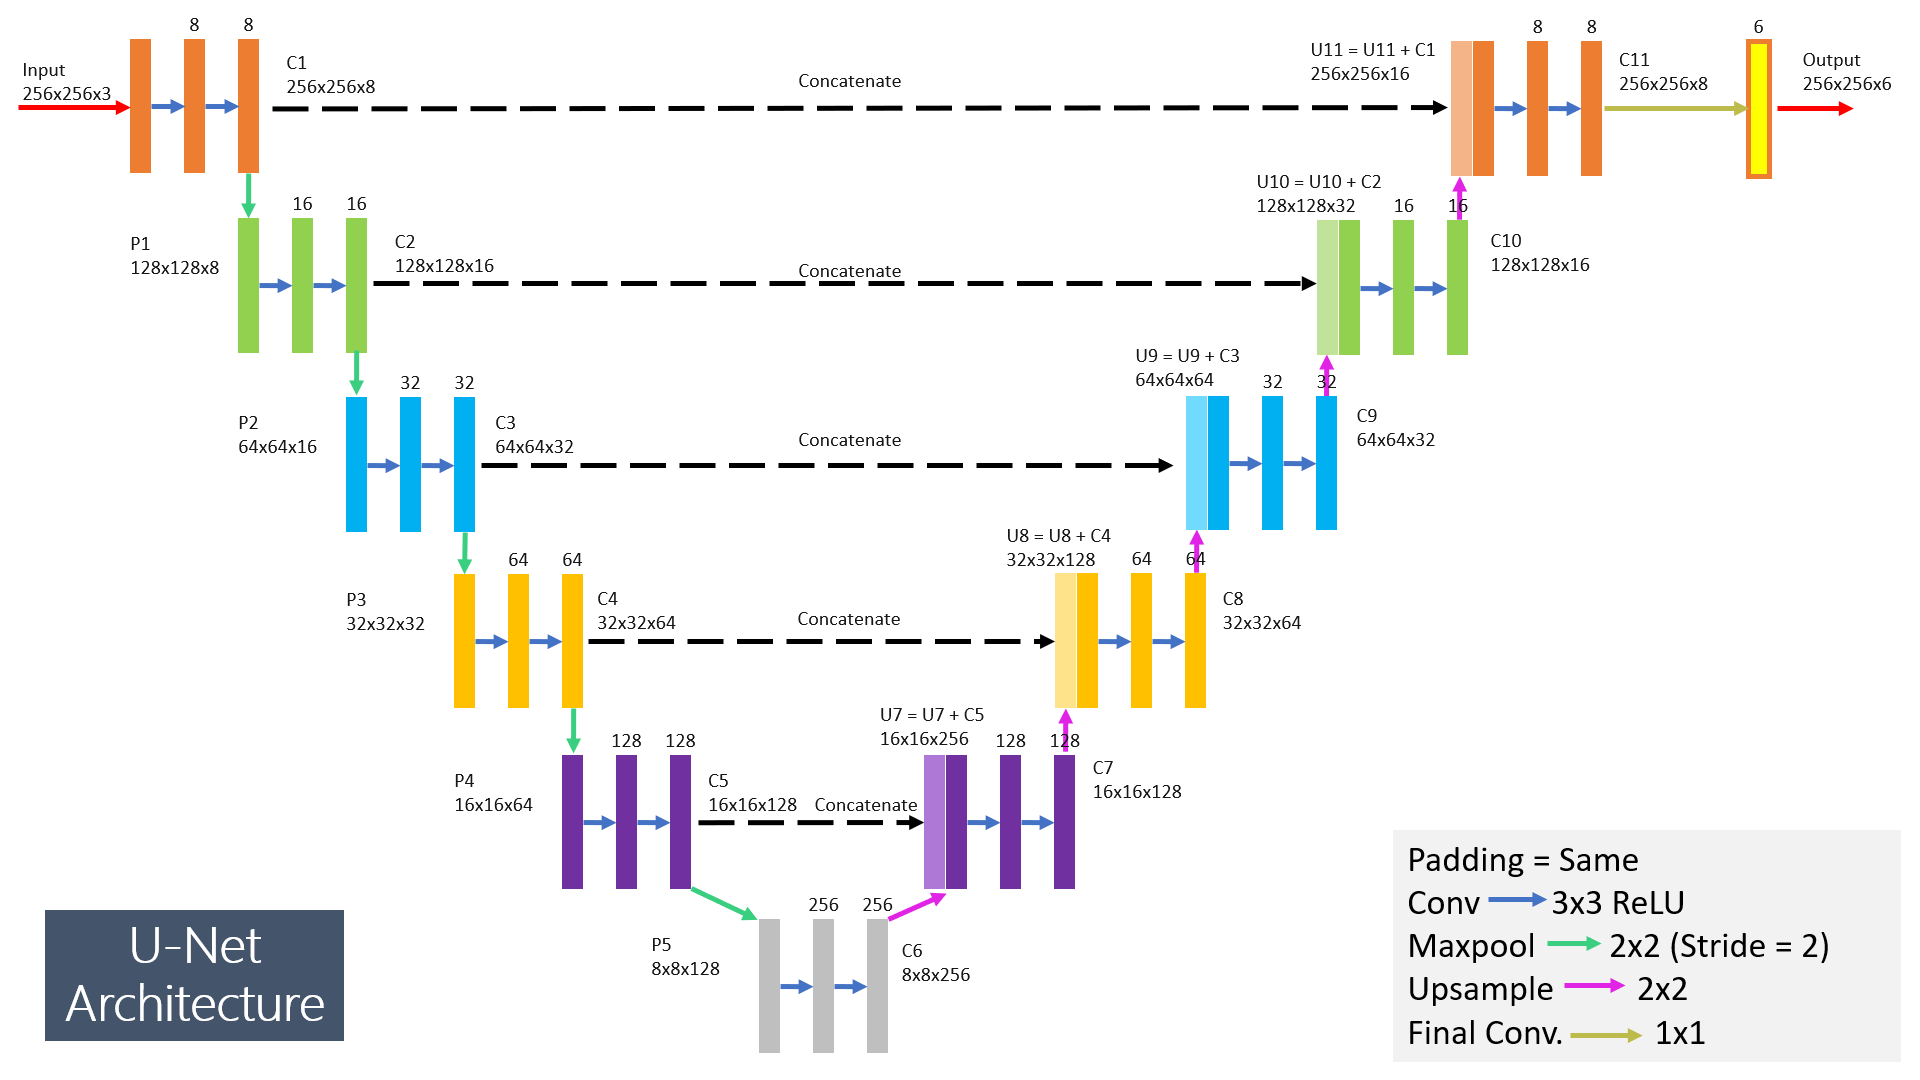 Input
256x256x3
8
8
C1
256x256x8
Concatenate
U11 = U11 + C1
256x256x16
8
8
C11
256x256x8
6
Output
256x256x6
P1
128x128x8
16
16
C2
128x128x16
Concatenate
U10 = U10 + C2
128x128x32
16
16
C10
128x128x16
P2
64x64x16
32
32
C3
64x64x32
Concatenate
U9 = U9 + C3
64x64x64
32
32
C9
64x64x32
P3
32x32x32
64
64
C4
32x32x64
Concatenate
U8 = U8 + C4
32x32x128
64
64
C8
32x32x64
P4
16x16x64
128
128
C5
16x16x128
Concatenate
U7 = U7 + C5
16x16x256
128
128
C7
16x16x128
P5
8x8x128
256
256
C6
8x8x256
U-Net
Architecture
Padding = Same
Conv 3x3 ReLU
Maxpool 2x2 (Stride = 2)
Upsample 2x2
Final Conv. 1x1